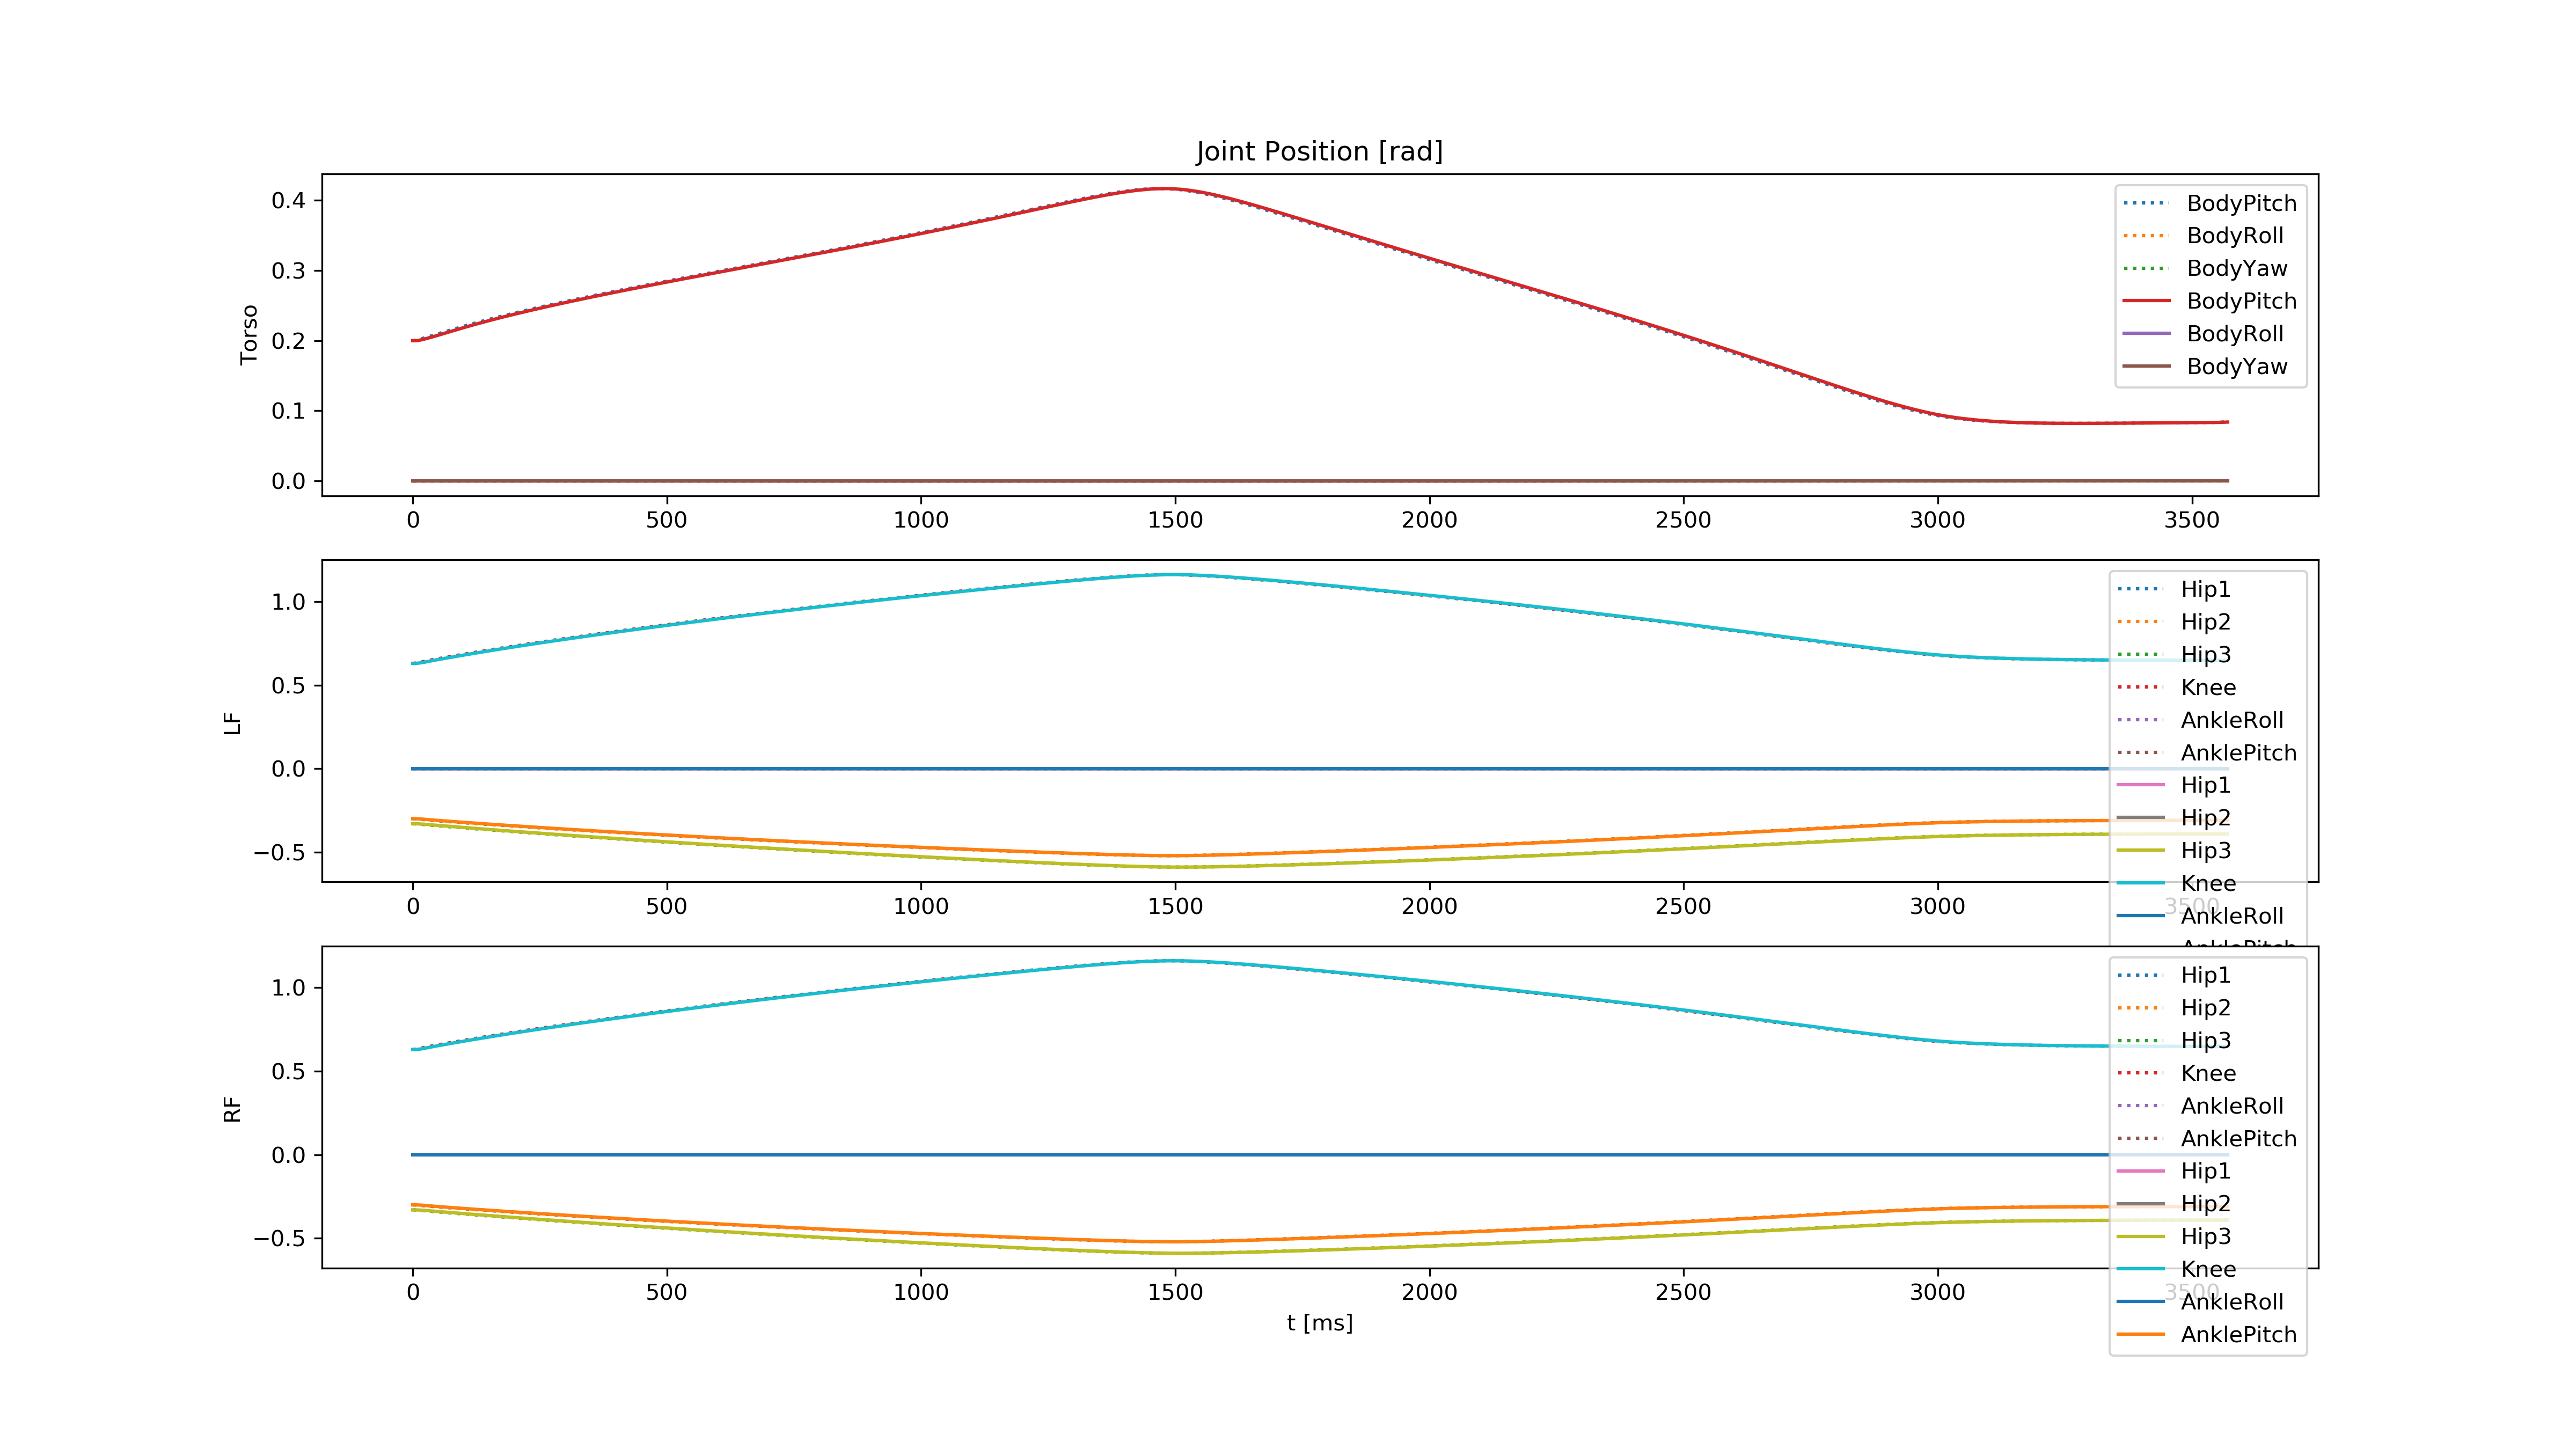 Joint Position [rad]
Torso
0.4
0.3
0.2
0.1
0.0
BodyPitch
BodyRoll
BodyYaw
BodyPitch
BodyRoll
BodyYaw
0 500 1000 1500 2000 2500 3000 3500
LF
1.0
0.5
0.0
−0.5
Hip1
Hip2
Hip3
Knee
AnkleRoll
AnklePitch
Hip1
Hip2
Hip3
Knee
AnkleRoll
AnklePitch
0 500 1000 1500 2000 2500 3000 3500
RF
1.0
0.5
0.0
−0.5
Hip1
Hip2
Hip3
Knee
AnkleRoll
AnklePitch
Hip1
Hip2
Hip3
Knee
AnkleRoll
AnklePitch
0 500 1000 1500 2000 2500 3000 3500
t [ms]